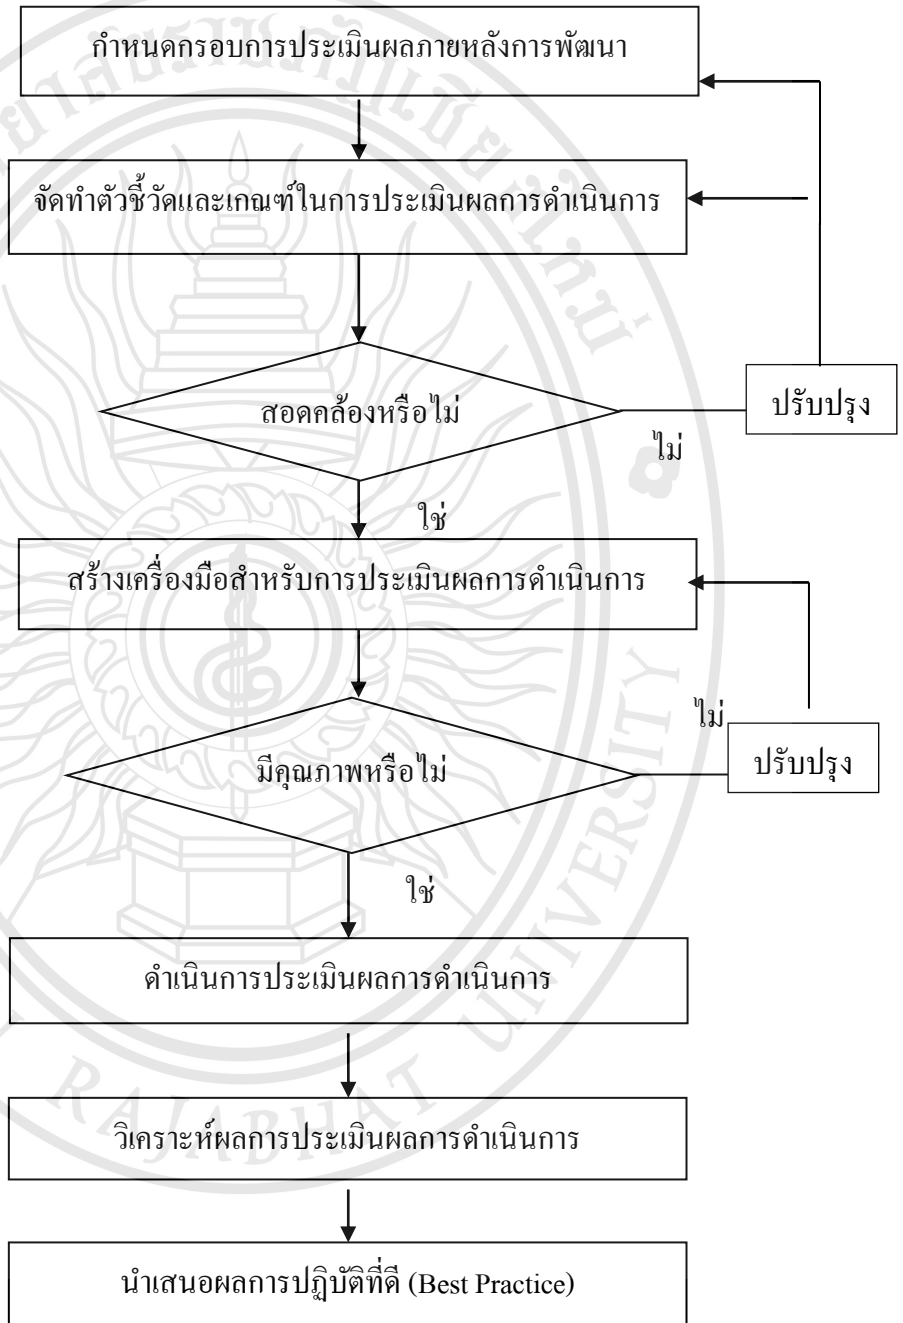 กำหนดกรอบการประเมินผลภายหลังการพัฒนา
จัดทำตัวชี้วัดและเกณฑ์ในการประเมินผลการดำเนินการ
สอดคล้องหรือไม่
ปรับปรุง
ไม่
ใช่
สร้างเครื่องมือสำหรับการประเมินผลการดำเนินการ
ไม่
มีคุณภาพหรือไม่
ปรับปรุง
ใช่
ดำเนินการประเมินผลการดำเนินการ
วิเคราะห์ผลการประเมินผลการดำเนินการ
นำเสนอผลการปฏิบัติที่ดี (Best Practice)
RAJABHAT UNIVERSITY